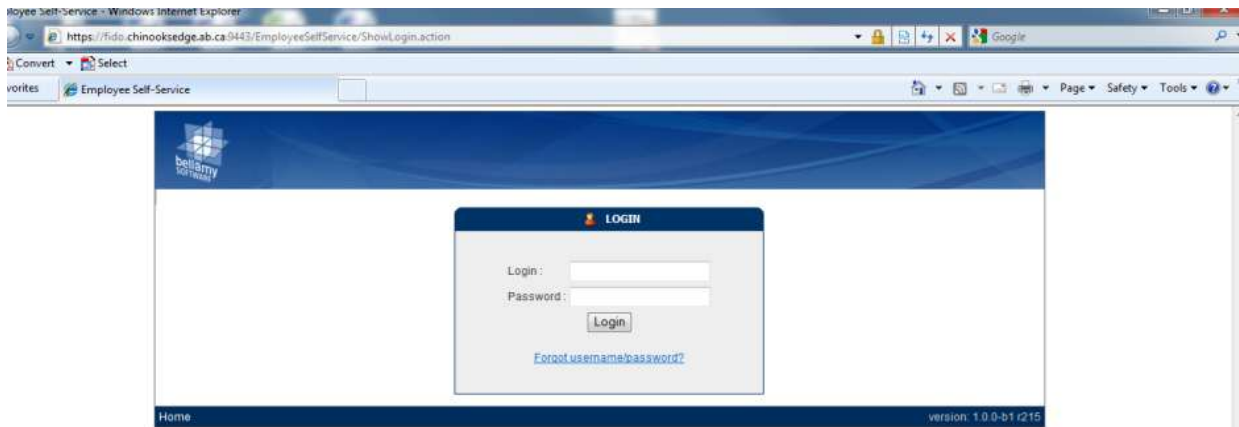 loyee Self-Service - Windows Internet Explorer
https://fido.chinooksedge.ab.ca:9443/EmployeeSelfService/ShowLogin.action
Google
Convert Select
vorites Employee Self-Service Page Safety Tools
bellamy
SOFTWARE
LOGIN
Login :
Password :
Login
Forgot username/password?
Home version: 1.0.0-b1 r215